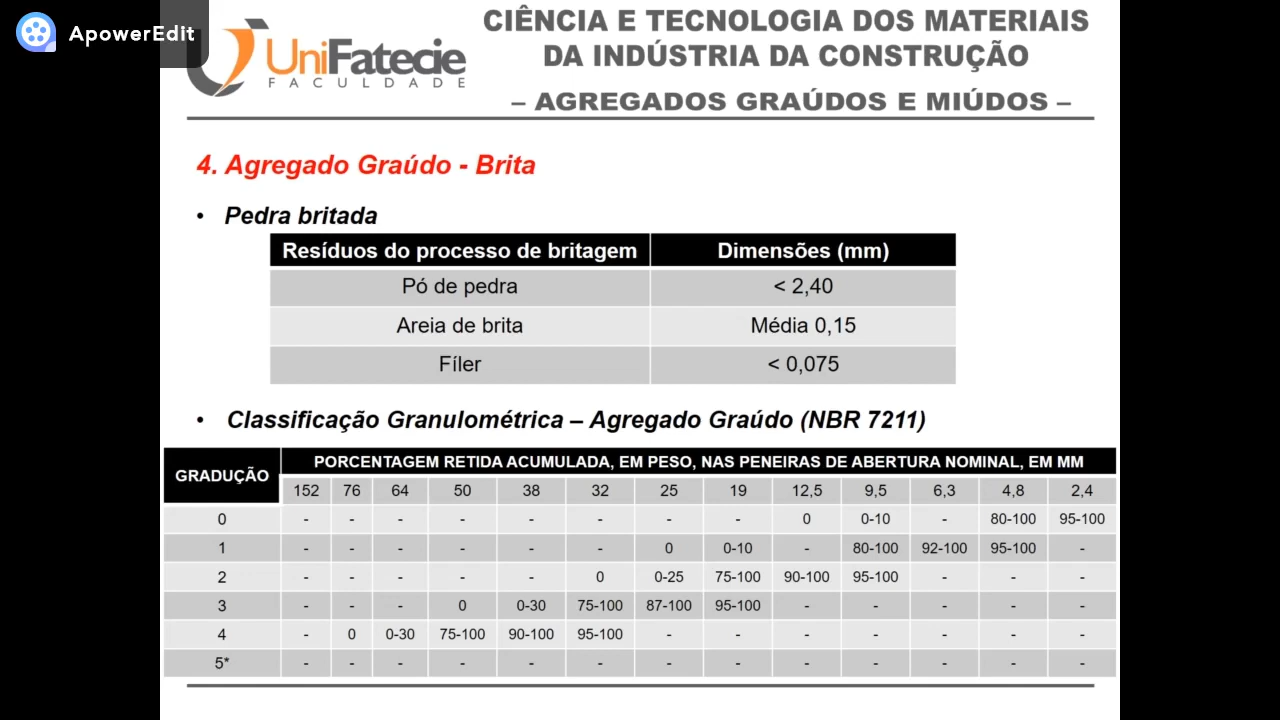 ApowerEdit
UniFatecie
FACULDADE
CIÊNCIA E TECNOLOGIA DOS MATERIAIS
DA INDÚSTRIA DA CONSTRUÇÃO
– AGREGADOS GRAÚDOS E MIÚDOS –
4. Agregado Graúdo - Brita
• Pedra britada
Resíduos do processo de britagem Dimensões (mm)
Pó de pedra < 2,40
Areia de brita Média 0,15
Fíler < 0,075
• Classificação Granulométrica – Agregado Graúdo (NBR 7211)
GRADUÇÃO PORCENTAGEM RETIDA ACUMULADA, EM PESO, NAS PENEIRAS DE ABERTURA NOMINAL, EM MM
152 76 64 50 38 32 25 19 12,5 9,5 6,3 4,8 2,4
0 - - - - - - - - 0 0-10 - 80-100 95-100
1 - - - - - - 0 0-10 - 80-100 92-100 95-100 -
2 - - - - - 0 0-25 75-100 90-100 95-100 - - -
3 - - - 0 0-30 75-100 87-100 95-100 - - - - -
4 - 0 0-30 75-100 90-100 95-100 - - - - - - -
5* - - - - - - - - - - - - -